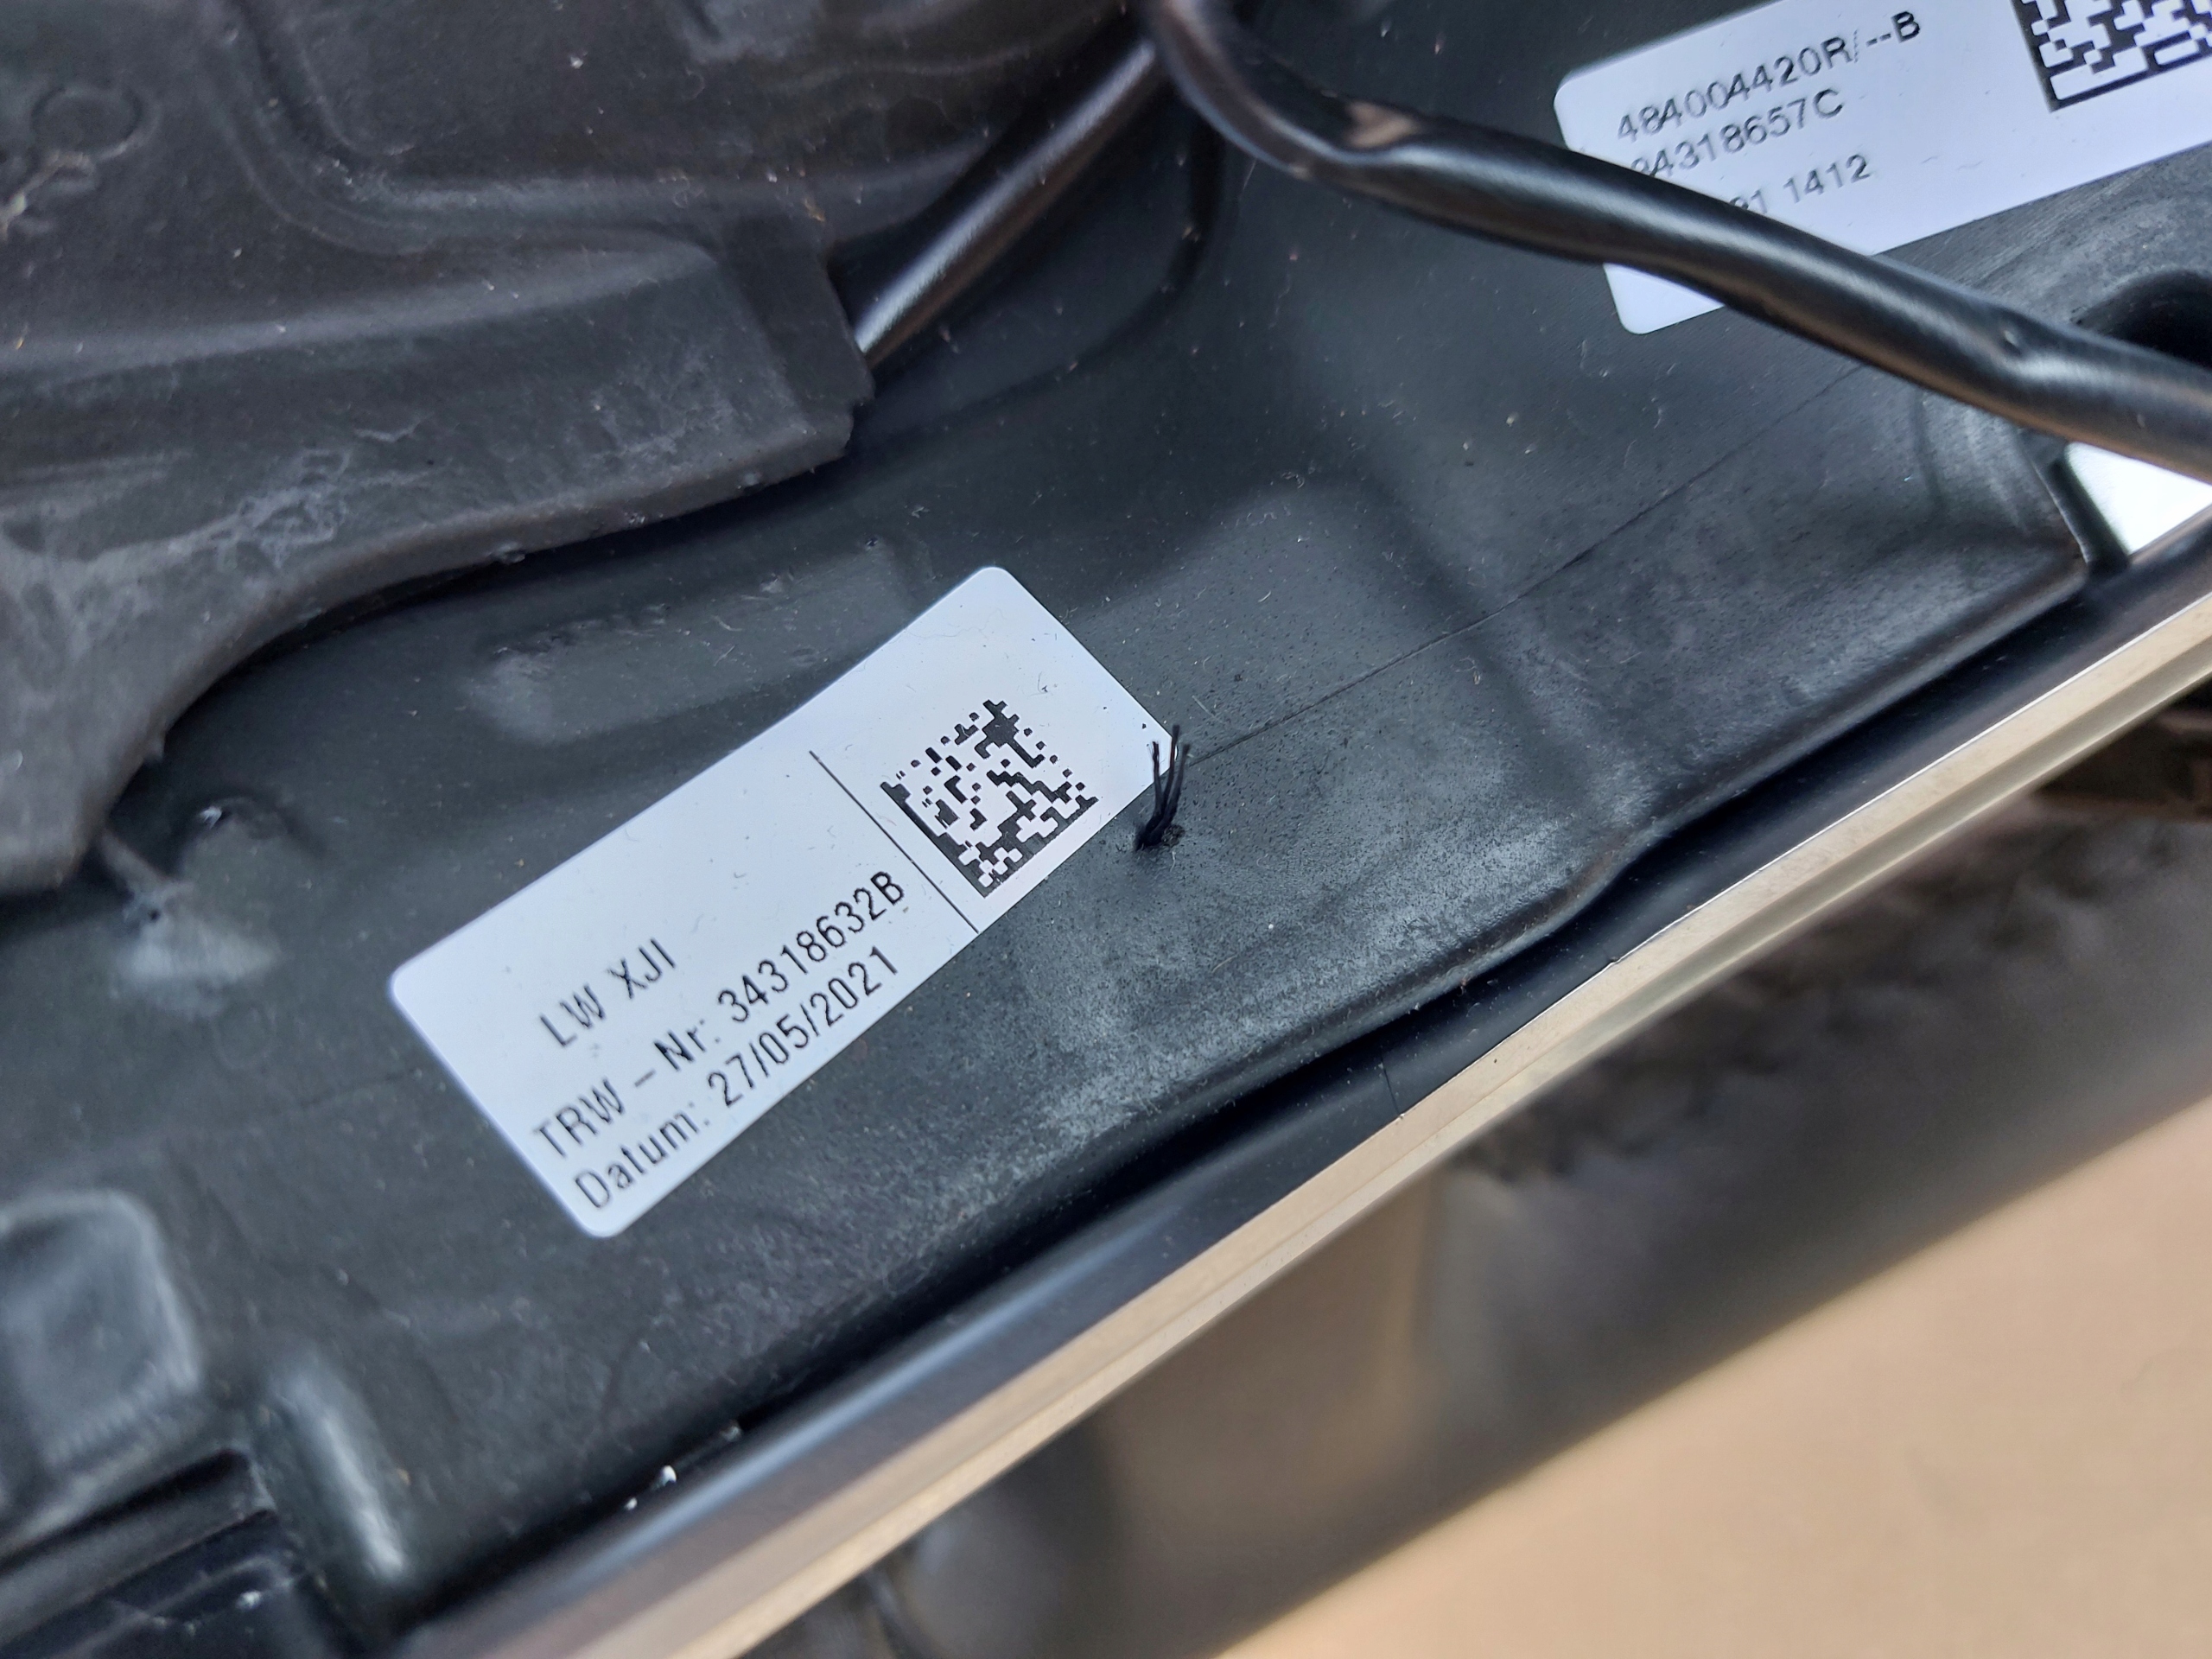 LW XJI
TRW – Nr: 34318632B
Datum: 27/05/2021
484004420R/--B
34318657C
1412